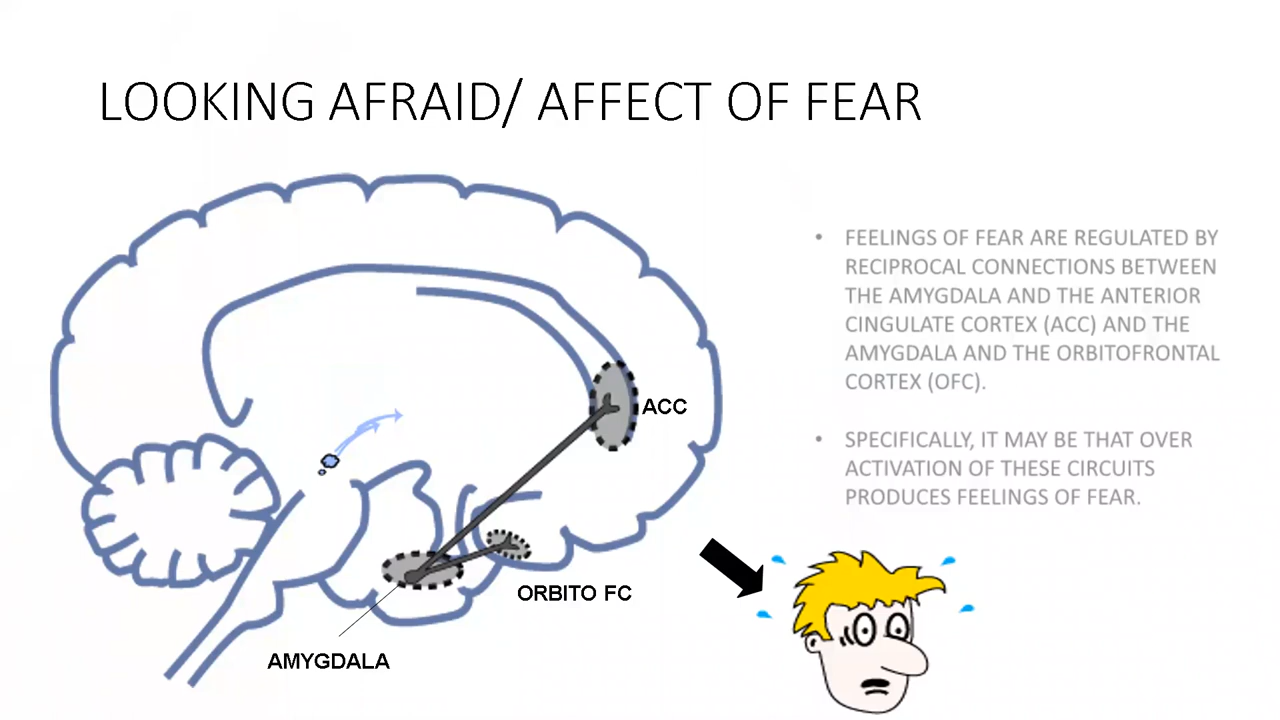 LOOKING AFRAID/ AFFECT OF FEAR
• FEELINGS OF FEAR ARE REGULATED BY
RECIPROCAL CONNECTIONS BETWEEN
THE AMYGDALA AND THE ANTERIOR
CINGULATE CORTEX (ACC) AND THE
AMYGDALA AND THE ORBITOFRONTAL
CORTEX (OFC).
• SPECIFICALLY, IT MAY BE THAT OVER
ACTIVATION OF THESE CIRCUITS
PRODUCES FEELINGS OF FEAR.
ACC
ORBITO FC
AMYGDALA